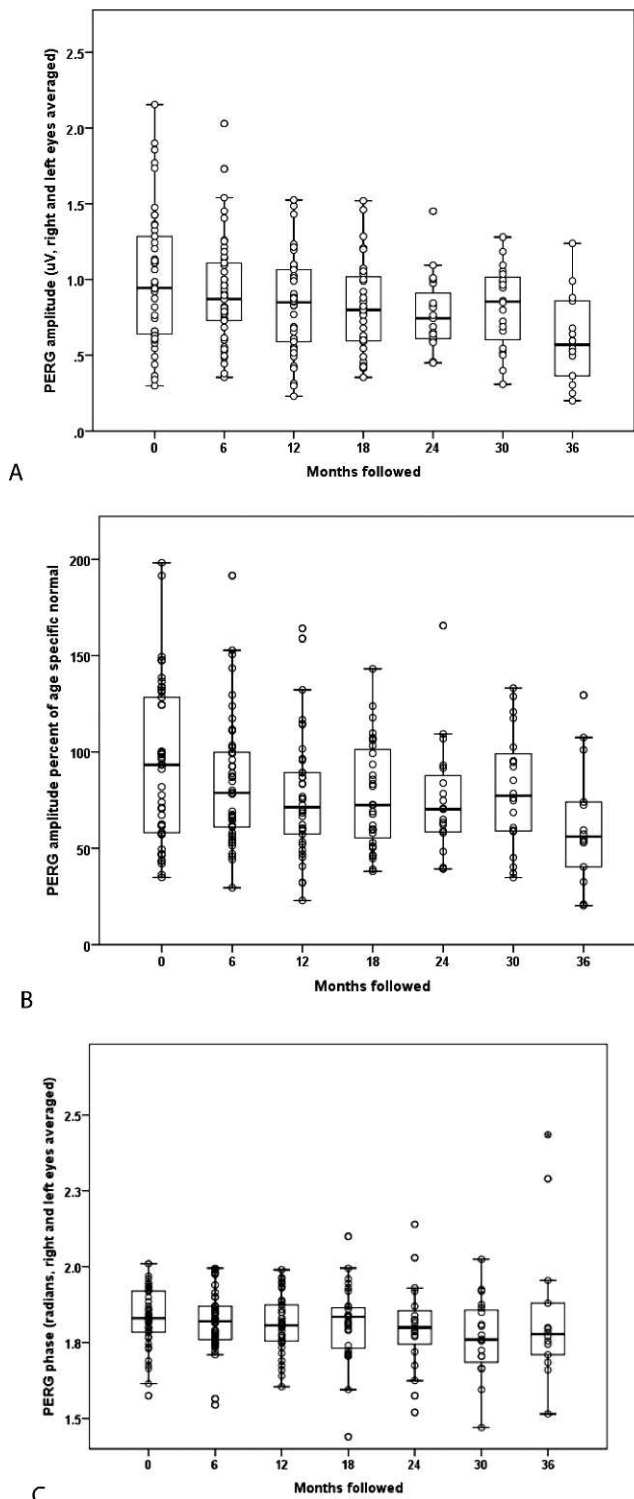 PERG amplitude (uV, right and left eyes averaged)
2.5
2.0
1.5
1.0
.5
.0
0 6 12 18 24 30 36
Months followed
A
PERG amplitude percent of age specific normal
200
150
100
50
0
0 6 12 18 24 30 36
Months followed
B
PERG phase (radians, right and left eyes averaged)
2.5
2.3
2.0
1.8
1.5
0 6 12 18 24 30 36
Months followed
C